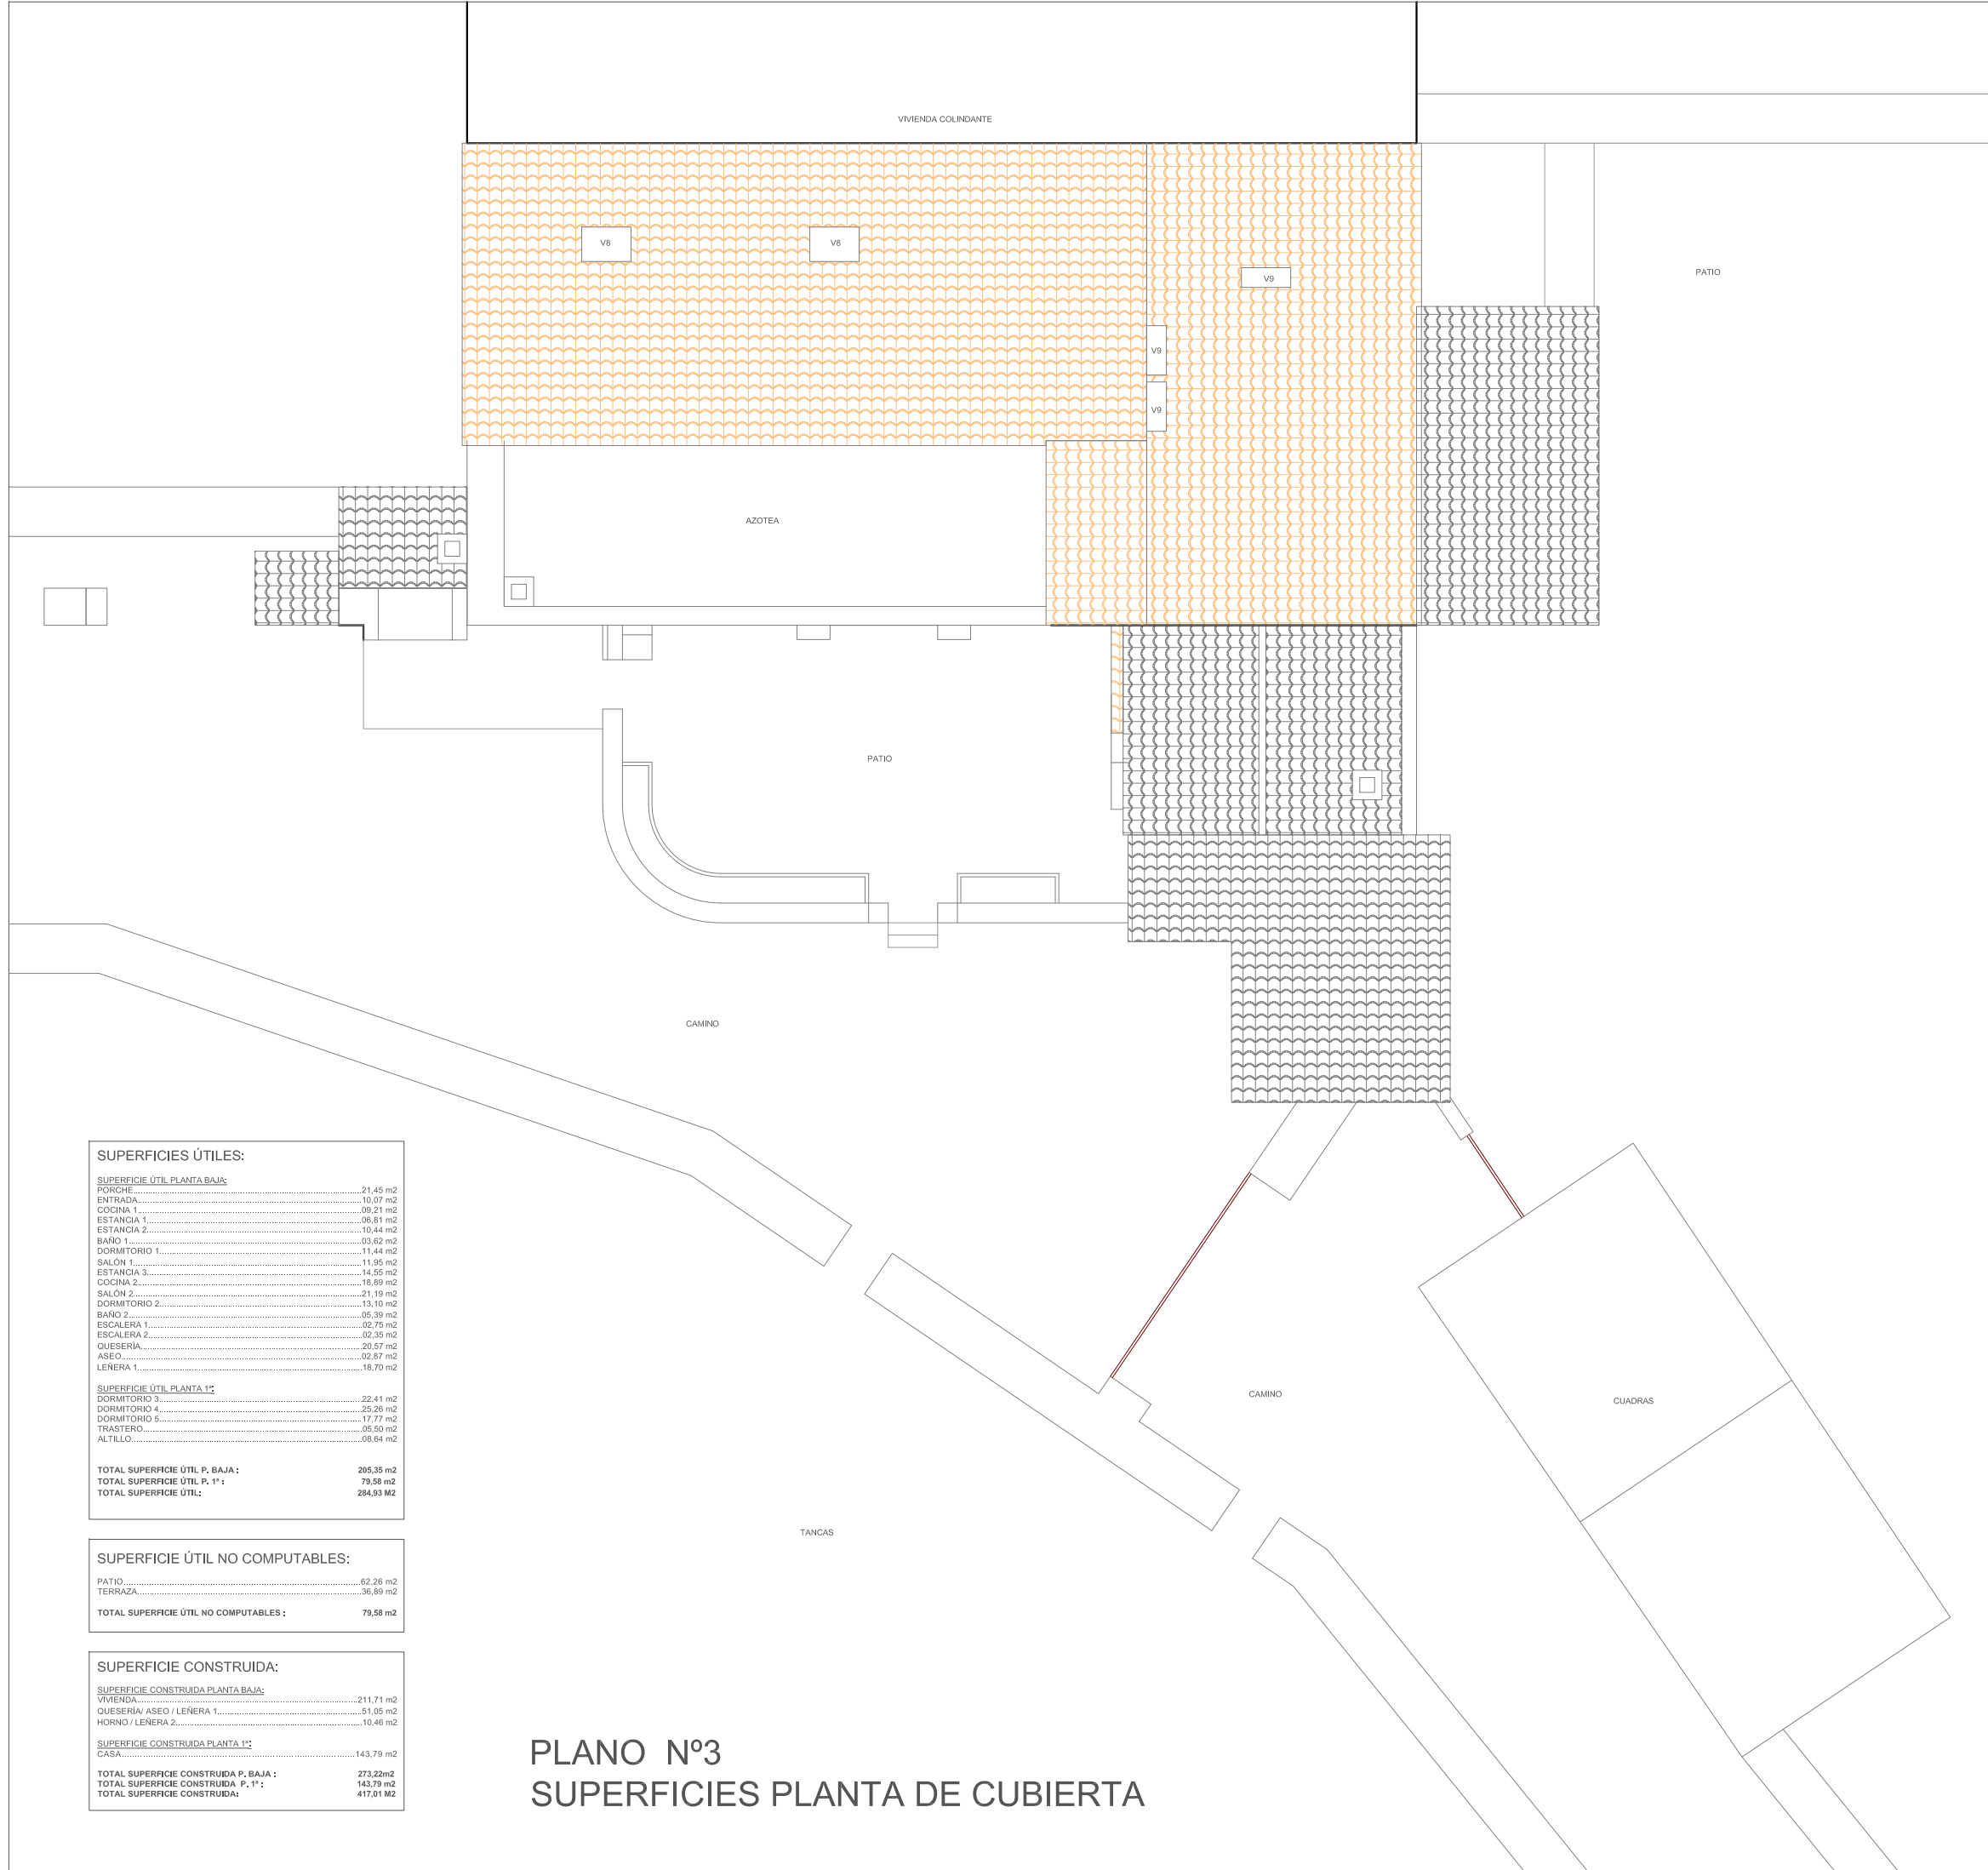 VIVIENDA COLINDANTE
V8
V8
V9
PATIO
V9
V9
AZOTEA
PATIO
CAMINO
SUPERFICIES ÚTILES:
SUPERFICIE ÚTIL PLANTA BAJA:
PORCHE 21,45 m2
ENTRADA 10,07 m2
COCINA 1 09,21 m2
ESTANCIA 1 06,81 m2
ESTANCIA 2 10,44 m2
BAÑO 1 03,62 m2
DORMITORIO 1 11,44 m2
SALÓN 1 11,95 m2
ESTANCIA 3 14,55 m2
COCINA 2 18,89 m2
SALÓN 2 21,19 m2
DORMITORIO 2 13,10 m2
BAÑO 2 05,39 m2
ESCALERA 1 02,75 m2
ESCALERA 2 02,35 m2
QUESERÍA 20,57 m2
ASEO 02,87 m2
LEÑERA 1 18,70 m2
SUPERFICIE ÚTIL PLANTA 1ª:
DORMITORIO 3 22,41 m2
DORMITORIO 4 25,26 m2
DORMITORIO 5 17,77 m2
TRASTERO 05,50 m2
ALTILLO 08,64 m2
TOTAL SUPERFICIE ÚTIL P. BAJA : 205,35 m2
TOTAL SUPERFICIE ÚTIL P. 1ª : 79,58 m2
TOTAL SUPERFICIE ÚTIL: 284,93 M2
CAMINO
CUADRAS
TANCAS
SUPERFICIE ÚTIL NO COMPUTABLES:
PATIO 62,26 m2
TERRAZA 36,89 m2
TOTAL SUPERFICIE ÚTIL NO COMPUTABLES : 79,58 m2
SUPERFICIE CONSTRUIDA:
SUPERFICIE CONSTRUIDA PLANTA BAJA:
VIVIENDA 211,71 m2
QUESERÍA/ ASEO / LEÑERA 1 51,05 m2
HORNO / LEÑERA 2 10,46 m2
SUPERFICIE CONSTRUIDA PLANTA 1ª:
CASA 143,79 m2
TOTAL SUPERFICIE CONSTRUIDA P. BAJA : 273,22m2
TOTAL SUPERFICIE CONSTRUIDA P. 1ª : 143,79 m2
TOTAL SUPERFICIE CONSTRUIDA: 417,01 M2
PLANO Nº3
SUPERFICIES PLANTA DE CUBIERTA